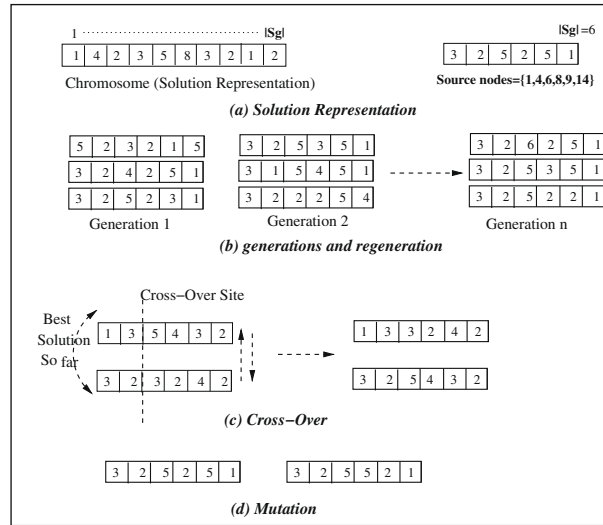 1 ........................ |Sg|
|Sg|=6
1 4 2 3 5 8 3 2 1 2
3 2 5 2 5 1
Chromosome (Solution Representation)
Source nodes={1,4,6,8,9,14}
(a) Solution Representation
5 2 3 2 1 5
3 2 5 3 5 1
3 2 6 2 5 1
3 2 4 2 5 1
3 1 5 4 5 1
3 2 5 3 5 1
3 2 5 2 3 1
3 2 2 2 5 4
3 2 5 2 2 1
Generation 1
Generation 2
Generation n
(b) generations and regeneration
Cross−Over Site
Best
Solution
So far
1 3 5 4 3 2
1 3 3 2 4 2
3 2 3 2 4 2
3 2 5 4 3 2
(c) Cross−Over
3 2 5 2 5 1
3 2 5 5 2 1
(d) Mutation